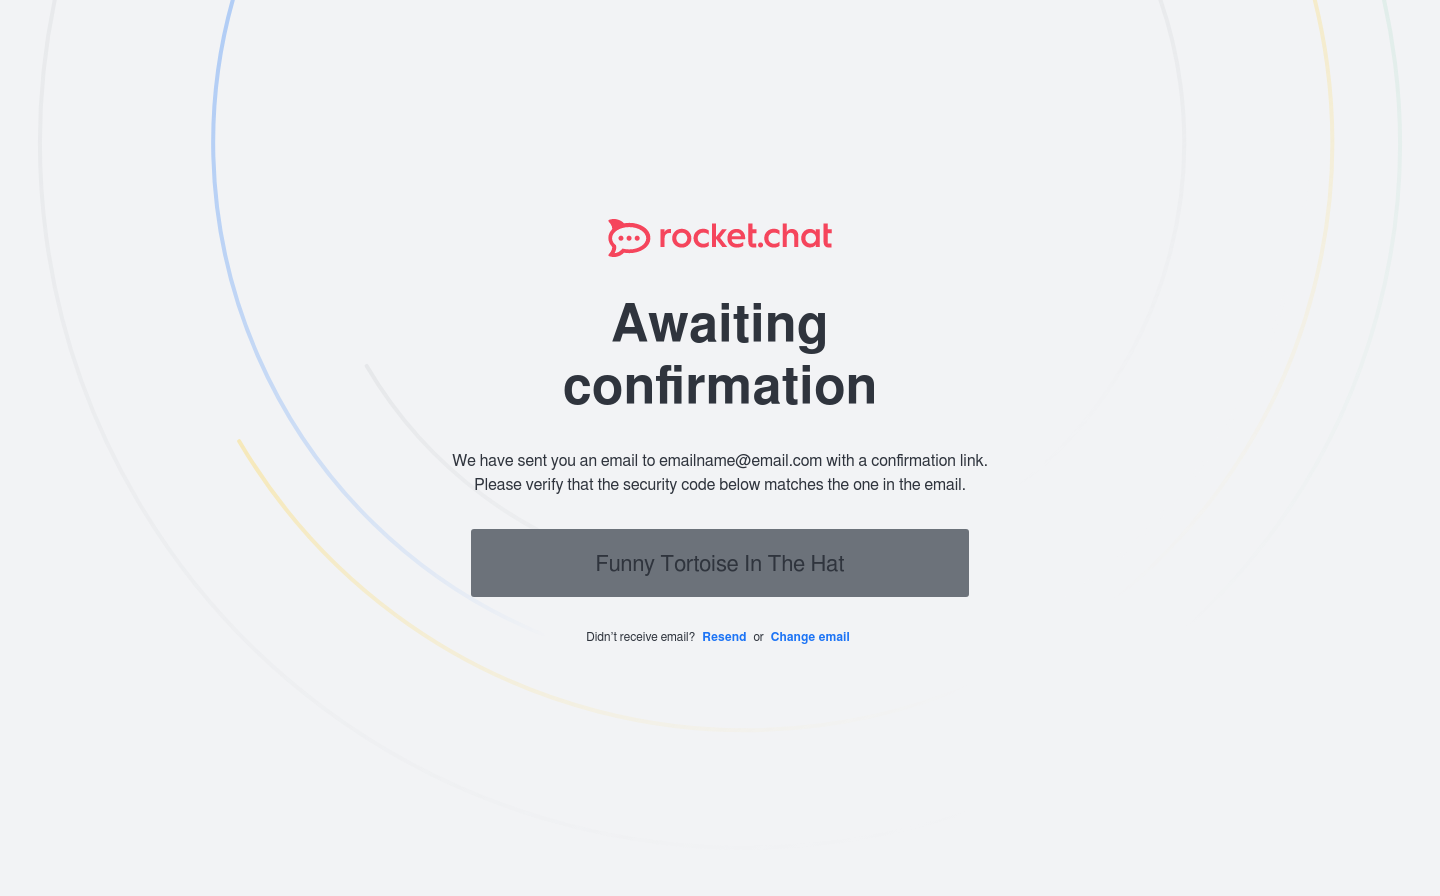 rocket.chat
Awaiting
confirmation
We have sent you an email to emailname@email.com with a confirmation link.
Please verify that the security code below matches the one in the email.
Funny Tortoise In The Hat
Didn't receive email? Resend or Change email